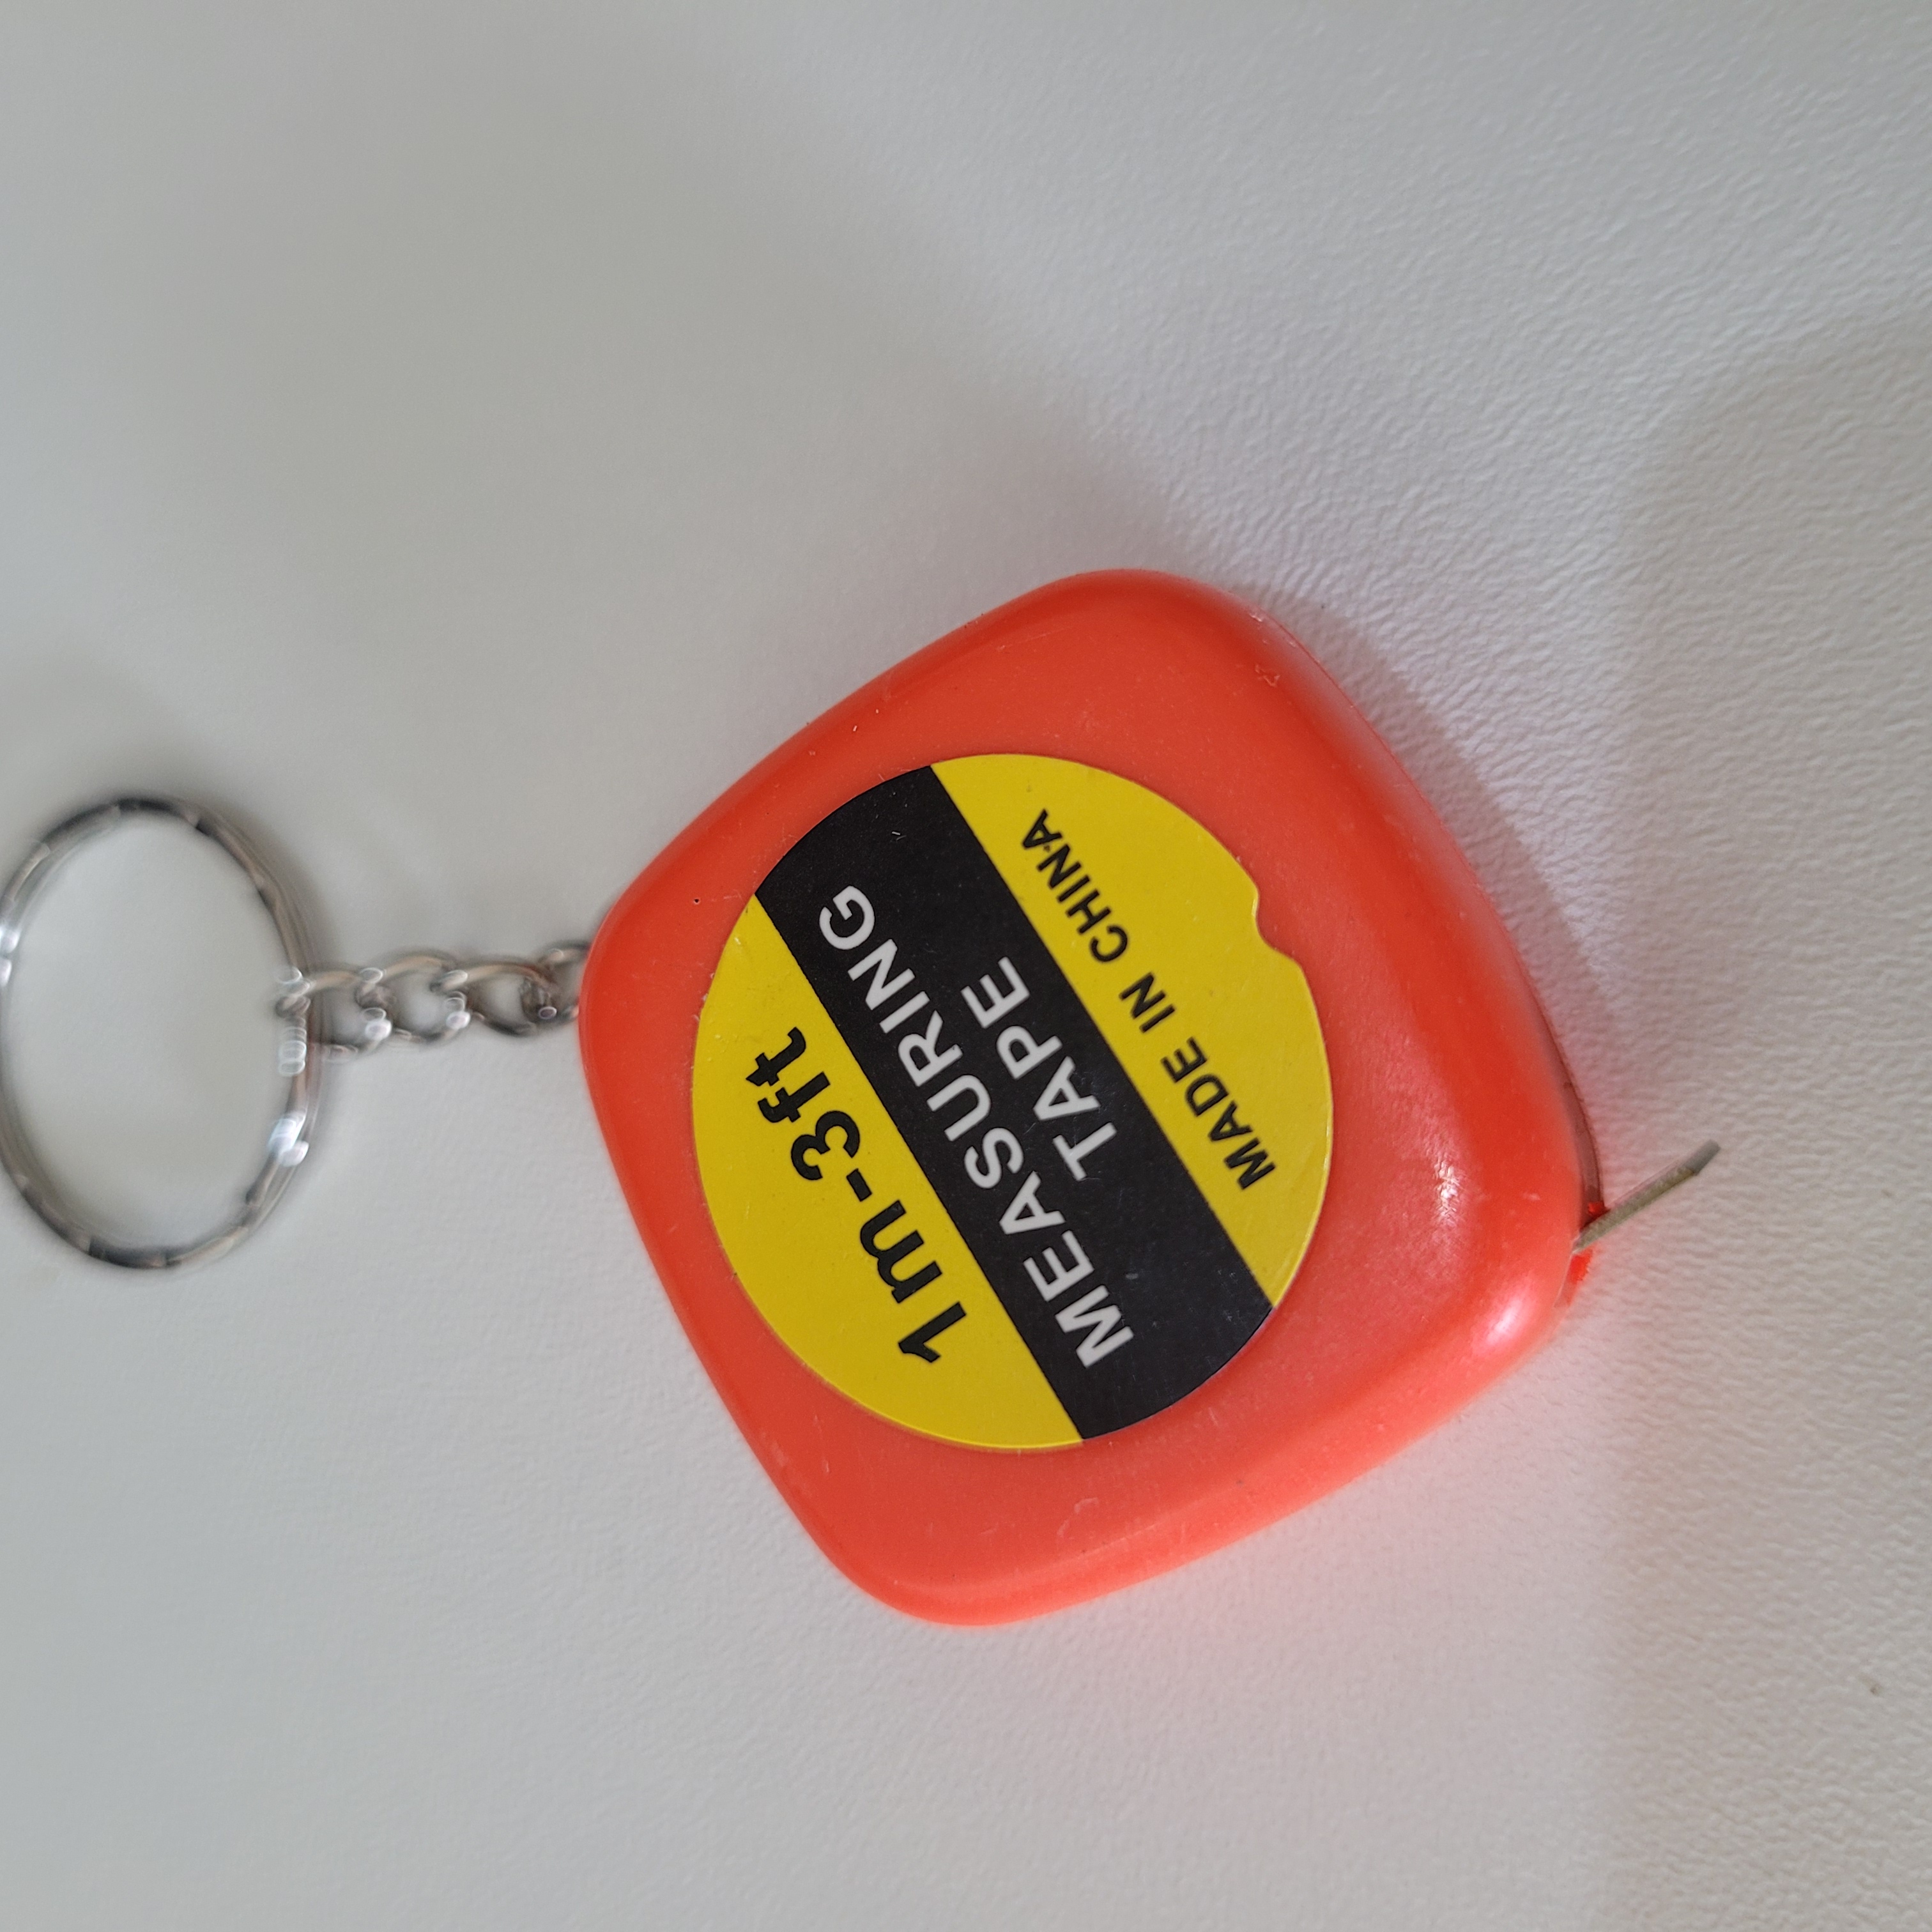 1m-3ft
MEASURING
TAPE
MADE IN CHINA